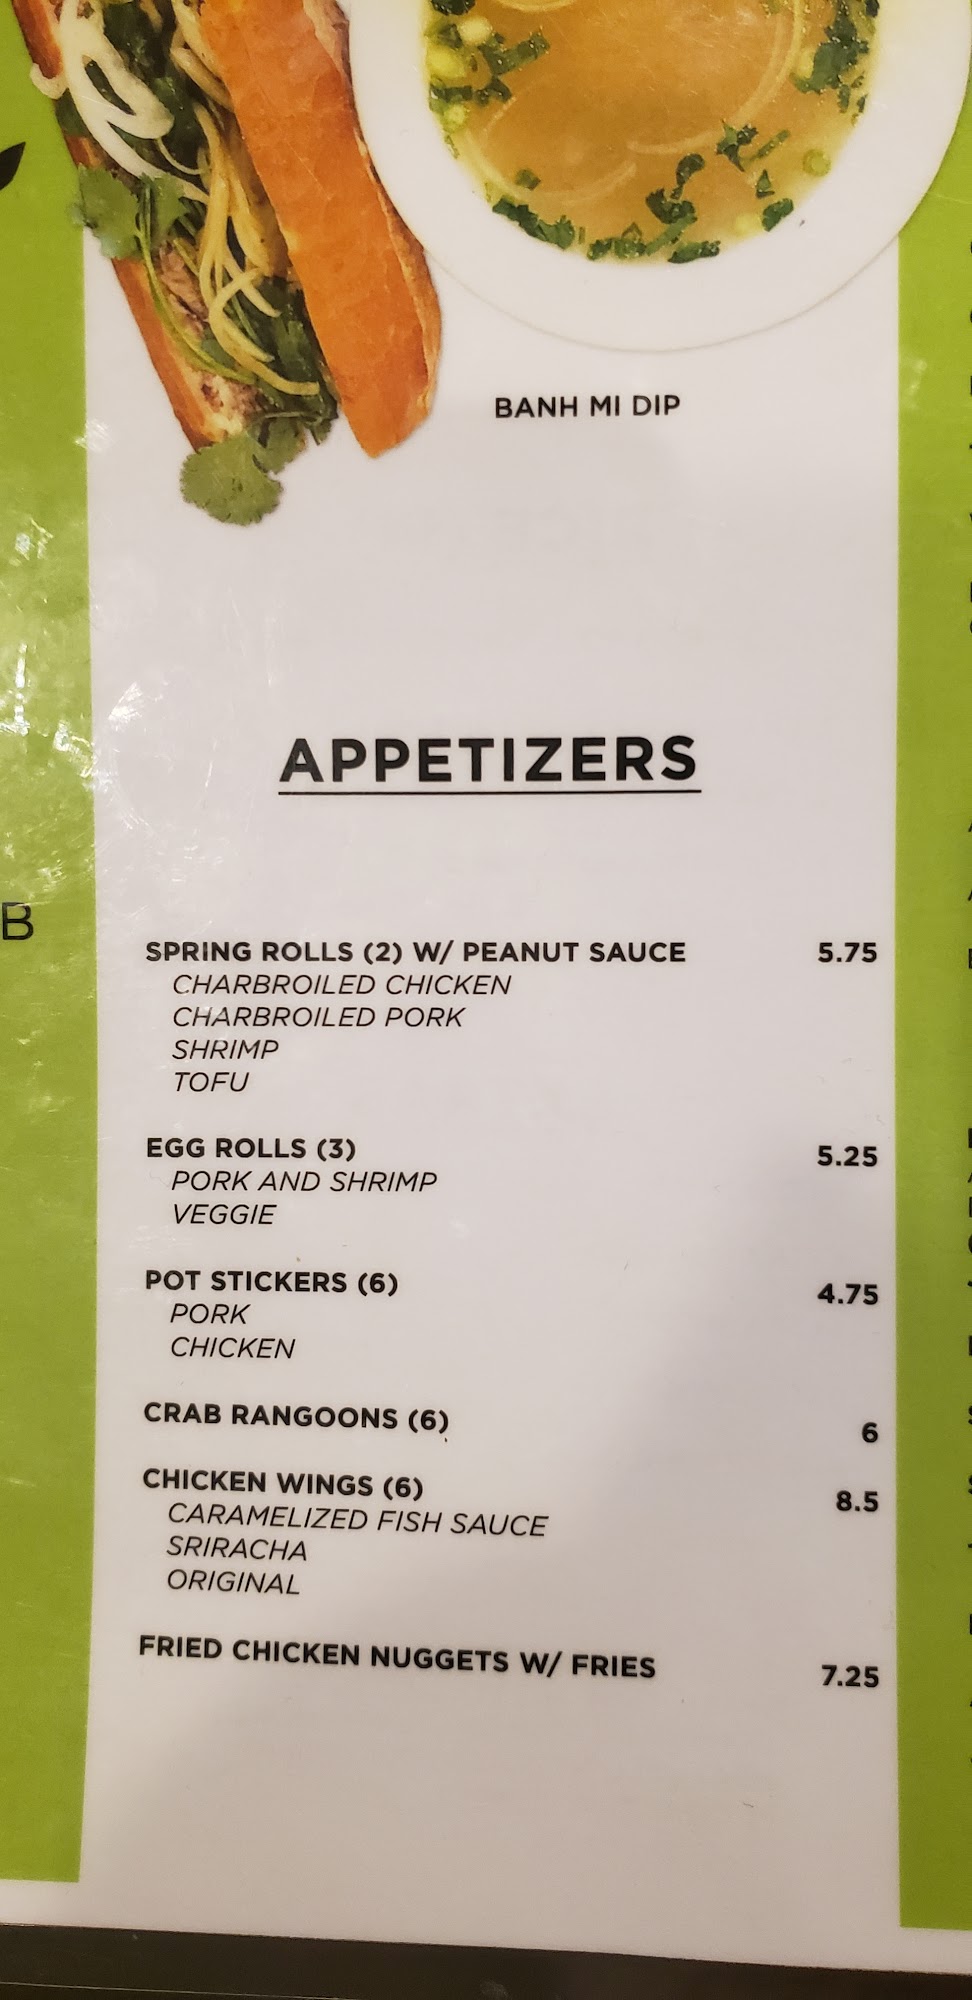 BANH MI DIP
APPETIZERS
B
SPRING ROLLS (2) W/ PEANUT SAUCE 5.75
CHARBROILED CHICKEN
CHARBROILED PORK
SHRIMP
TOFU
EGG ROLLS (3) 5.25
PORK AND SHRIMP
VEGGIE
POT STICKERS (6) 4.75
PORK
CHICKEN
CRAB RANGOONS (6) 6
CHICKEN WINGS (6) 8.5
CARAMELIZED FISH SAUCE
SRIRACHA
ORIGINAL
FRIED CHICKEN NUGGETS W/ FRIES 7.25